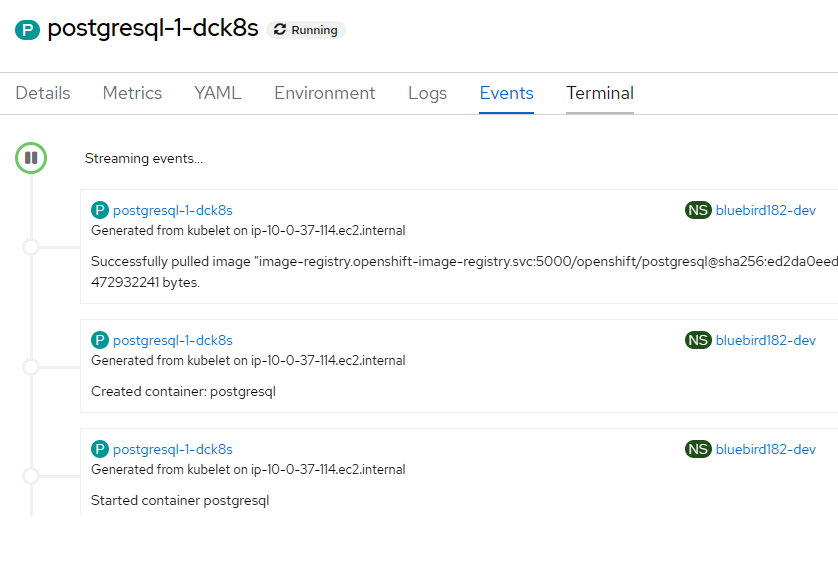 P postgresql-1-dck8s Running
Details Metrics YAML Environment Logs Events Terminal
Streaming events...
P postgresql-1-dck8s NS bluebird182-dev
Generated from kubelet on ip-10-0-37-114.ec2.internal
Successfully pulled image "image-registry.openshift-image-registry.svc:5000/openshift/postgresql@sha256:ed2da0eed
472932241 bytes.
P postgresql-1-dck8s NS bluebird182-dev
Generated from kubelet on ip-10-0-37-114.ec2.internal
Created container: postgresql
P postgresql-1-dck8s NS bluebird182-dev
Generated from kubelet on ip-10-0-37-114.ec2.internal
Started container postgresql